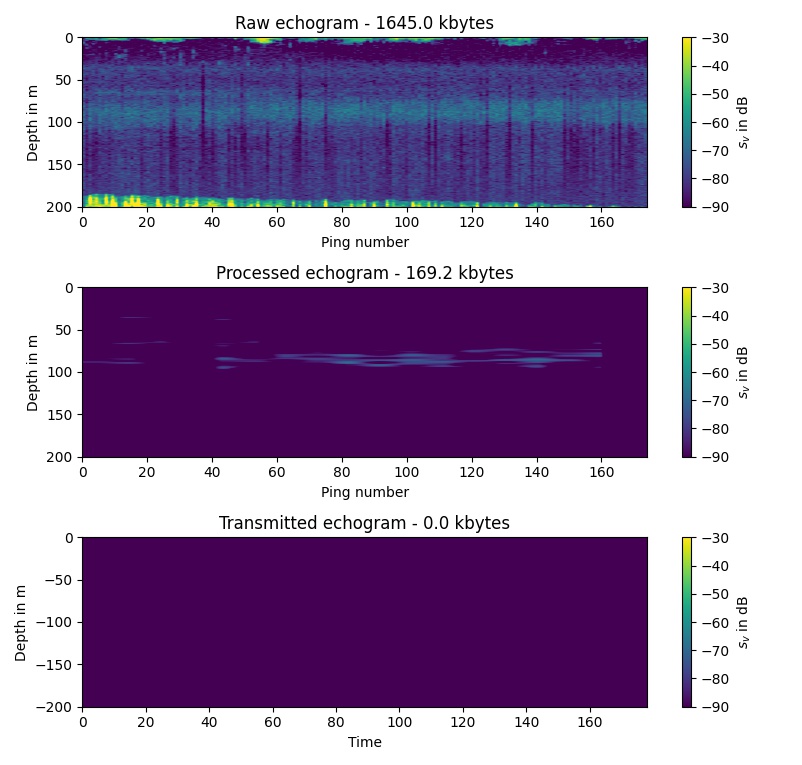 Raw echogram - 1645.0 kbytes
0
50
100
150
200
Depth in m
0 20 40 60 80 100 120 140 160
Ping number
−30
−40
−50
−60
−70
−80
−90
sv in dB
Processed echogram - 169.2 kbytes
0
50
100
150
200
Depth in m
0 20 40 60 80 100 120 140 160
Ping number
−30
−40
−50
−60
−70
−80
−90
sv in dB
Transmitted echogram - 0.0 kbytes
0
−50
−100
−150
−200
Depth in m
0 20 40 60 80 100 120 140 160
Time
−30
−40
−50
−60
−70
−80
−90
sv in dB